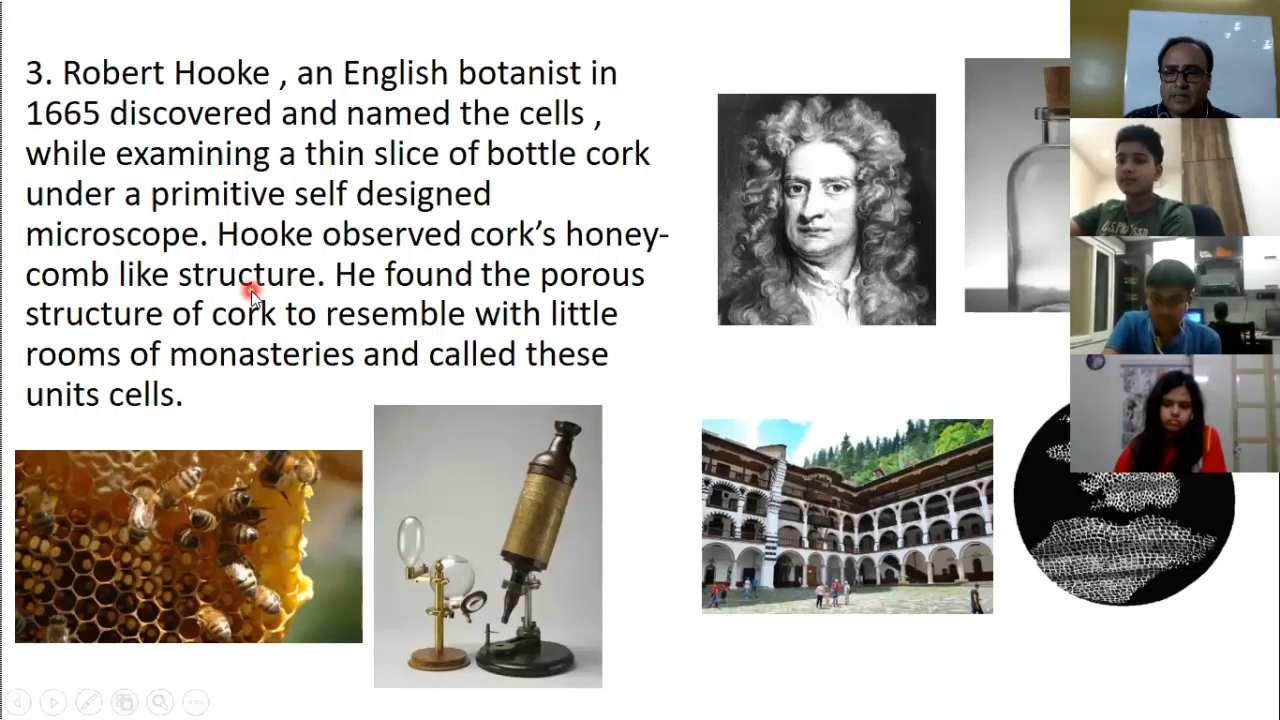 3. Robert Hooke , an English botanist in
1665 discovered and named the cells ,
while examining a thin slice of bottle cork
under a primitive self designed
microscope. Hooke observed cork’s honey-
comb like structure. He found the porous
structure of cork to resemble with little
rooms of monasteries and called these
units cells.